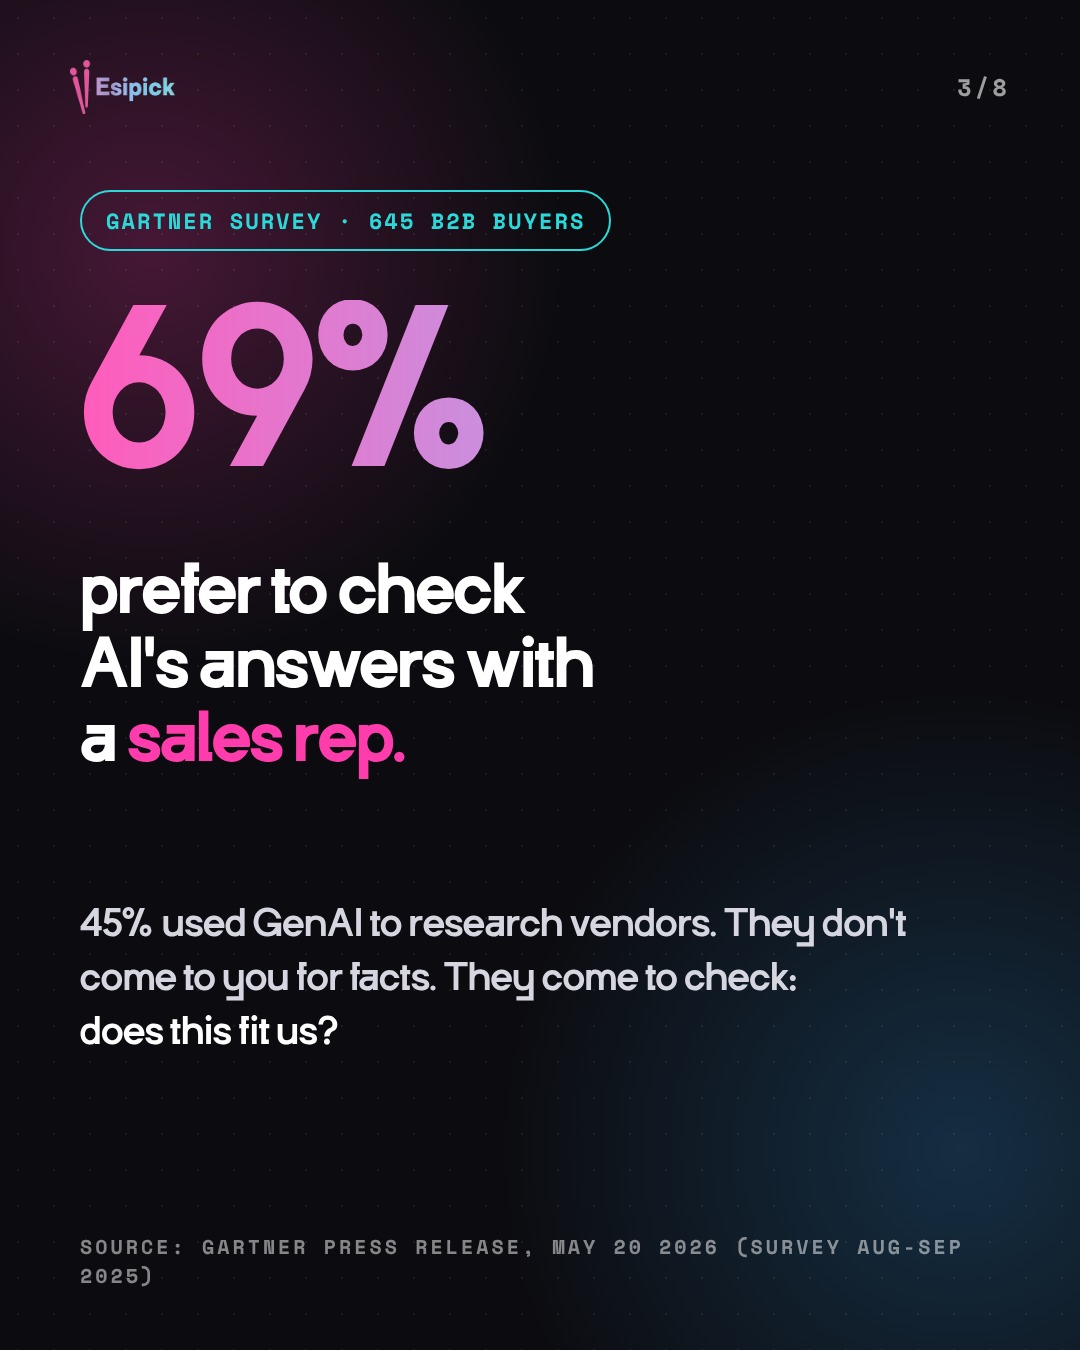 Esipick
3/8
GARTNER SURVEY · 645 B2B BUYERS
69%
prefer to check
AI's answers with
a sales rep.
45% used GenAI to research vendors. They don't
come to you for facts. They come to check:
does this fit us?
SOURCE: GARTNER PRESS RELEASE, MAY 20 2026 (SURVEY AUG-SEP
2025)